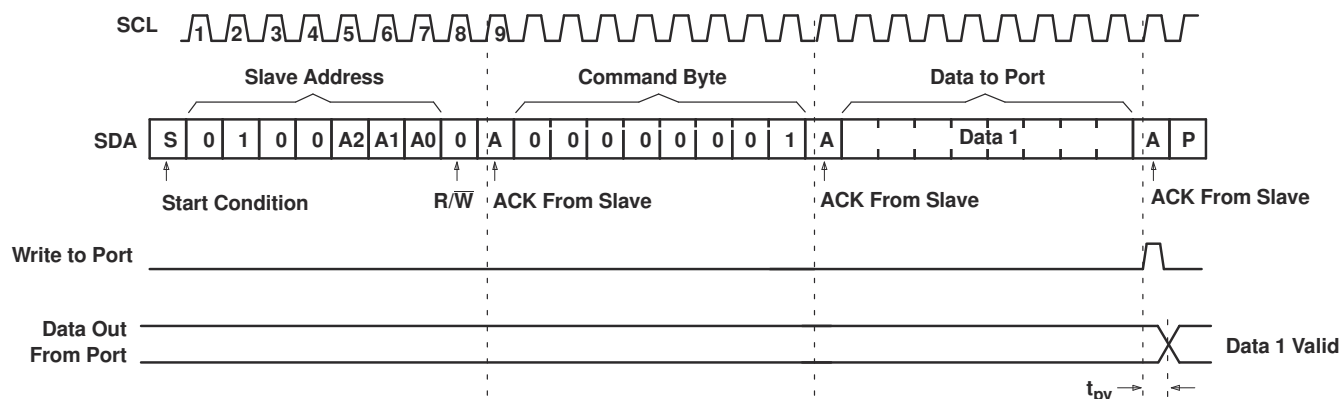 SCL 1 2 3 4 5 6 7 8 9
Slave Address Command Byte Data to Port
SDA S 0 1 0 0 A2 A1 A0 0 A 0 0 0 0 0 0 0 1 A Data 1 A P
Start Condition R/W̅ ACK From Slave ACK From Slave ACK From Slave
Write to Port
Data Out
From Port
Data 1 Valid
tpv